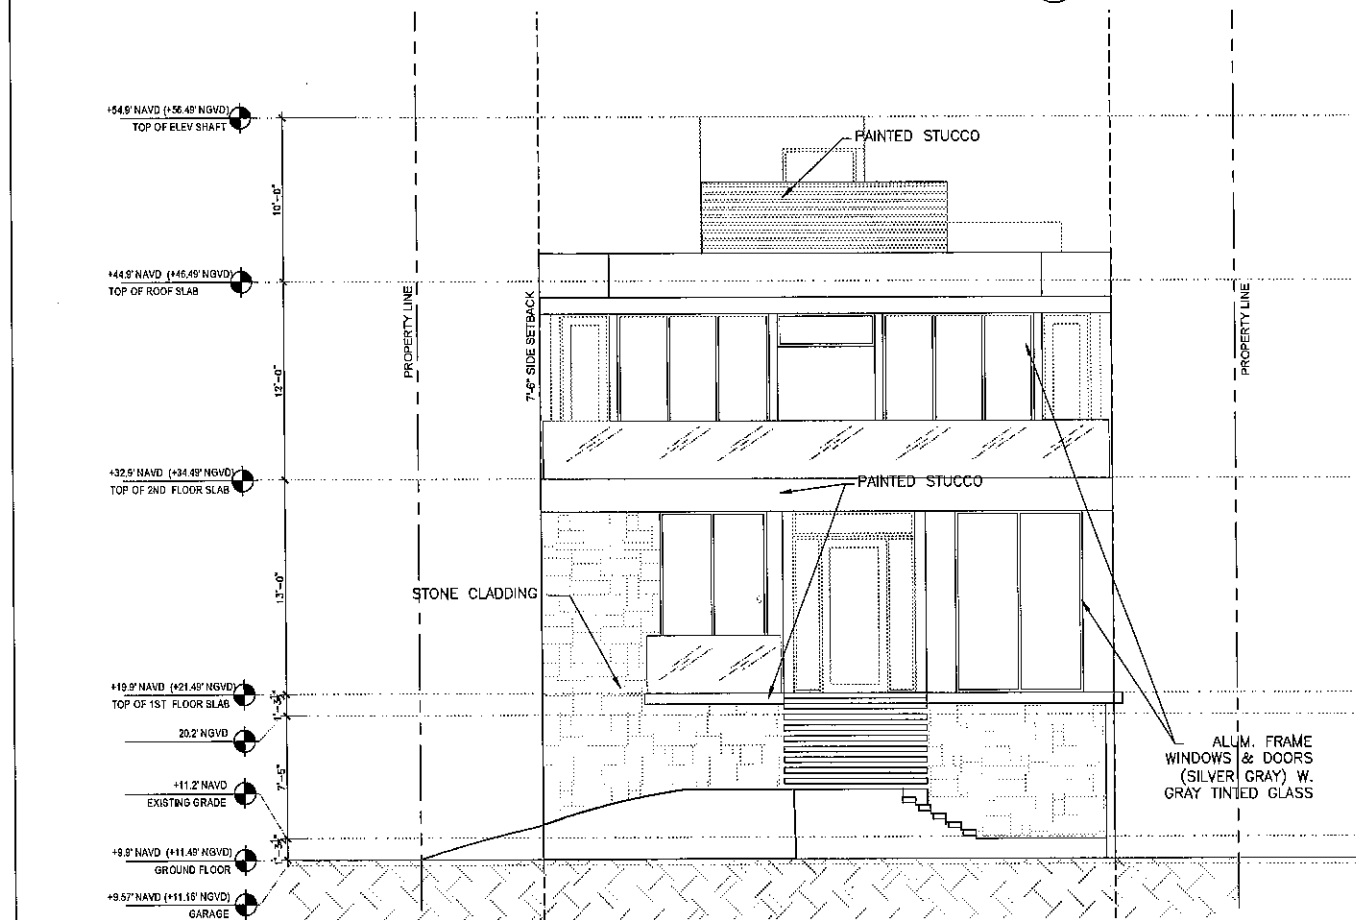 +54.9' NAVD (+56.49' NGVD)
TOP OF ELEV SHAFT
PAINTED STUCCO
10'-0"
+44.9' NAVD (+46.49' NGVD)
TOP OF ROOF SLAB
PROPERTY LINE
7'-6" SIDE SETBACK
PROPERTY LINE
12'-0"
+32.9' NAVD (+34.49' NGVD)
TOP OF 2ND FLOOR SLAB
PAINTED STUCCO
13'-0"
STONE CLADDING
+19.9' NAVD (+21.49' NGVD)
TOP OF 1ST FLOOR SLAB
1'-3"
20.2' NGVD
ALUM. FRAME
WINDOWS & DOORS
(SILVER GRAY) W.
GRAY TINTED GLASS
7'-5"
+11.2' NAVD
EXISTING GRADE
1'-3"
+9.9' NAVD (+11.49' NGVD)
GROUND FLOOR
+9.57' NAVD (+11.16' NGVD)
GARAGE